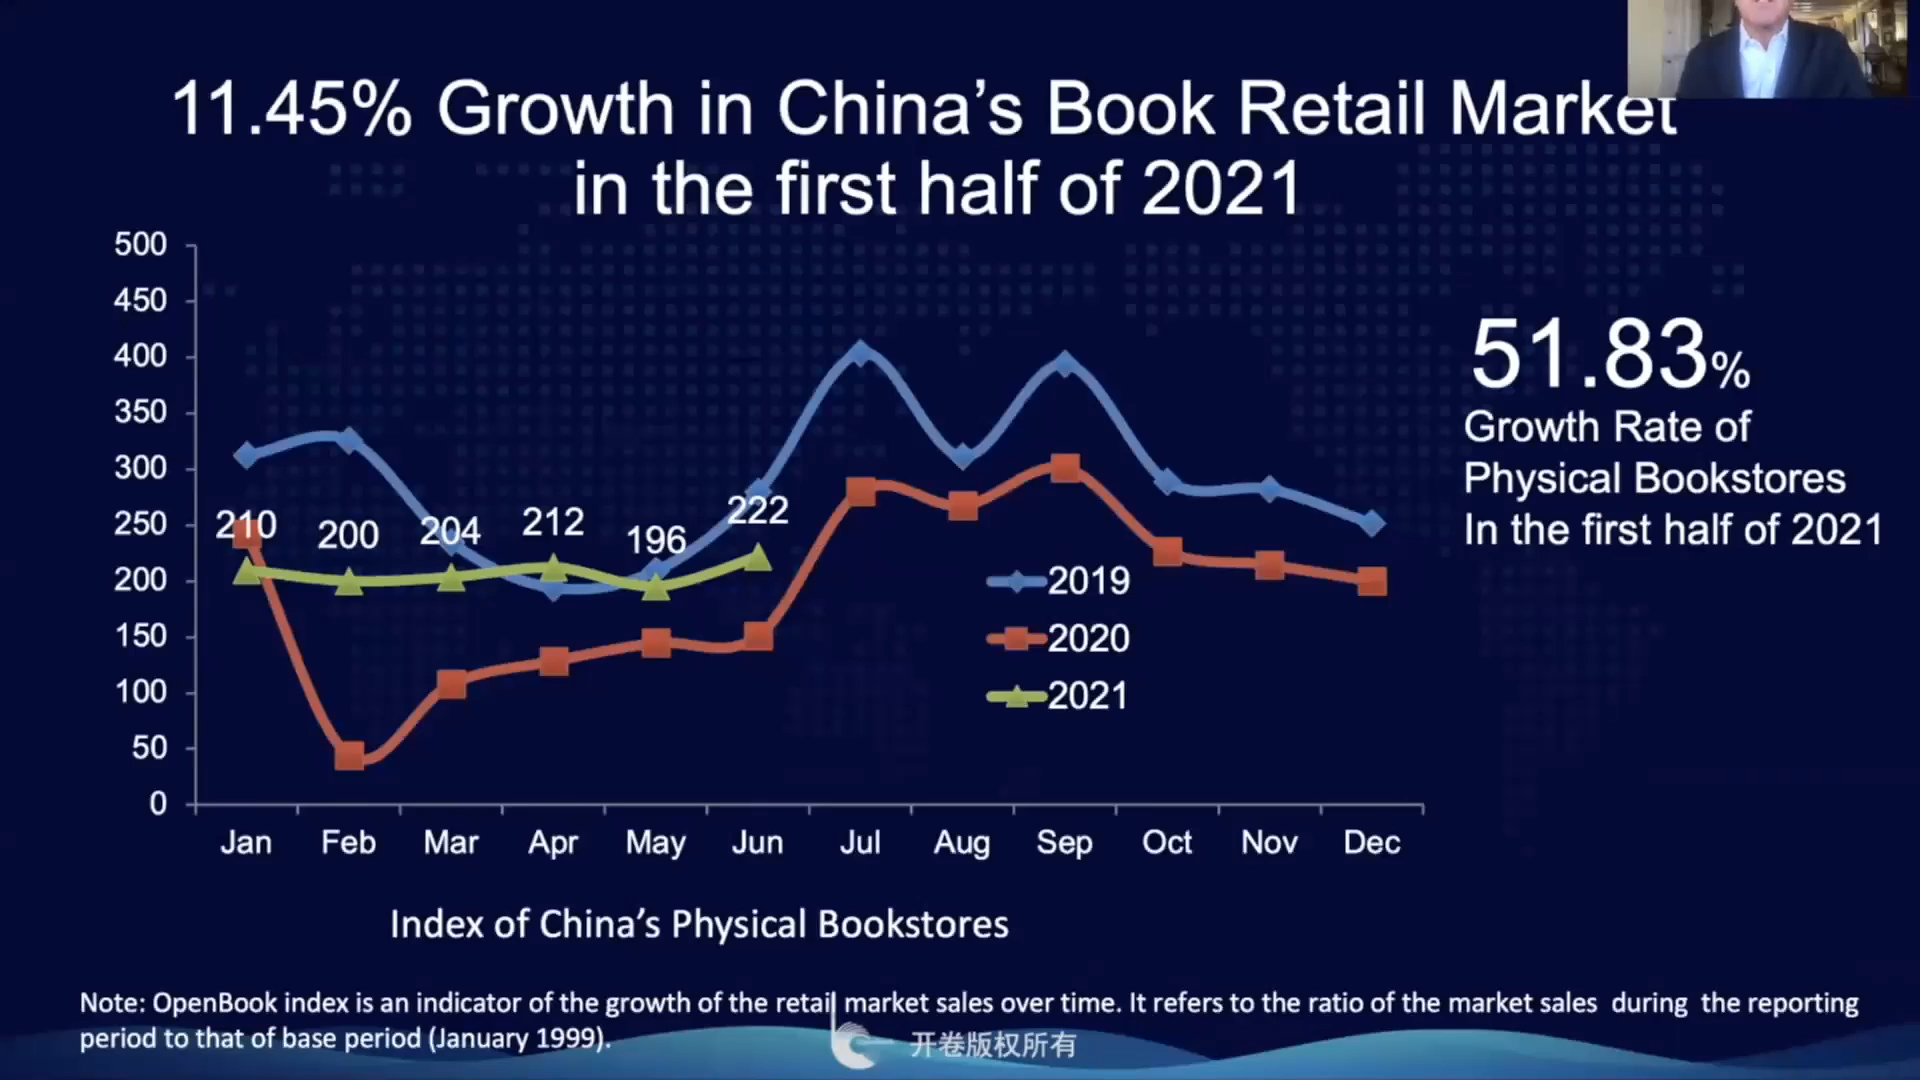 11.45% Growth in China’s Book Retail Market
in the first half of 2021
500
450
400
350
300
250
200
150
100
50
0
210
200
204
212
196
222
2019
2020
2021
Jan Feb Mar Apr May Jun Jul Aug Sep Oct Nov Dec
51.83%
Growth Rate of
Physical Bookstores
In the first half of 2021
Index of China’s Physical Bookstores
Note: OpenBook index is an indicator of the growth of the retail market sales over time. It refers to the ratio of the market sales during the reporting
period to that of base period (January 1999).
开卷版权所有